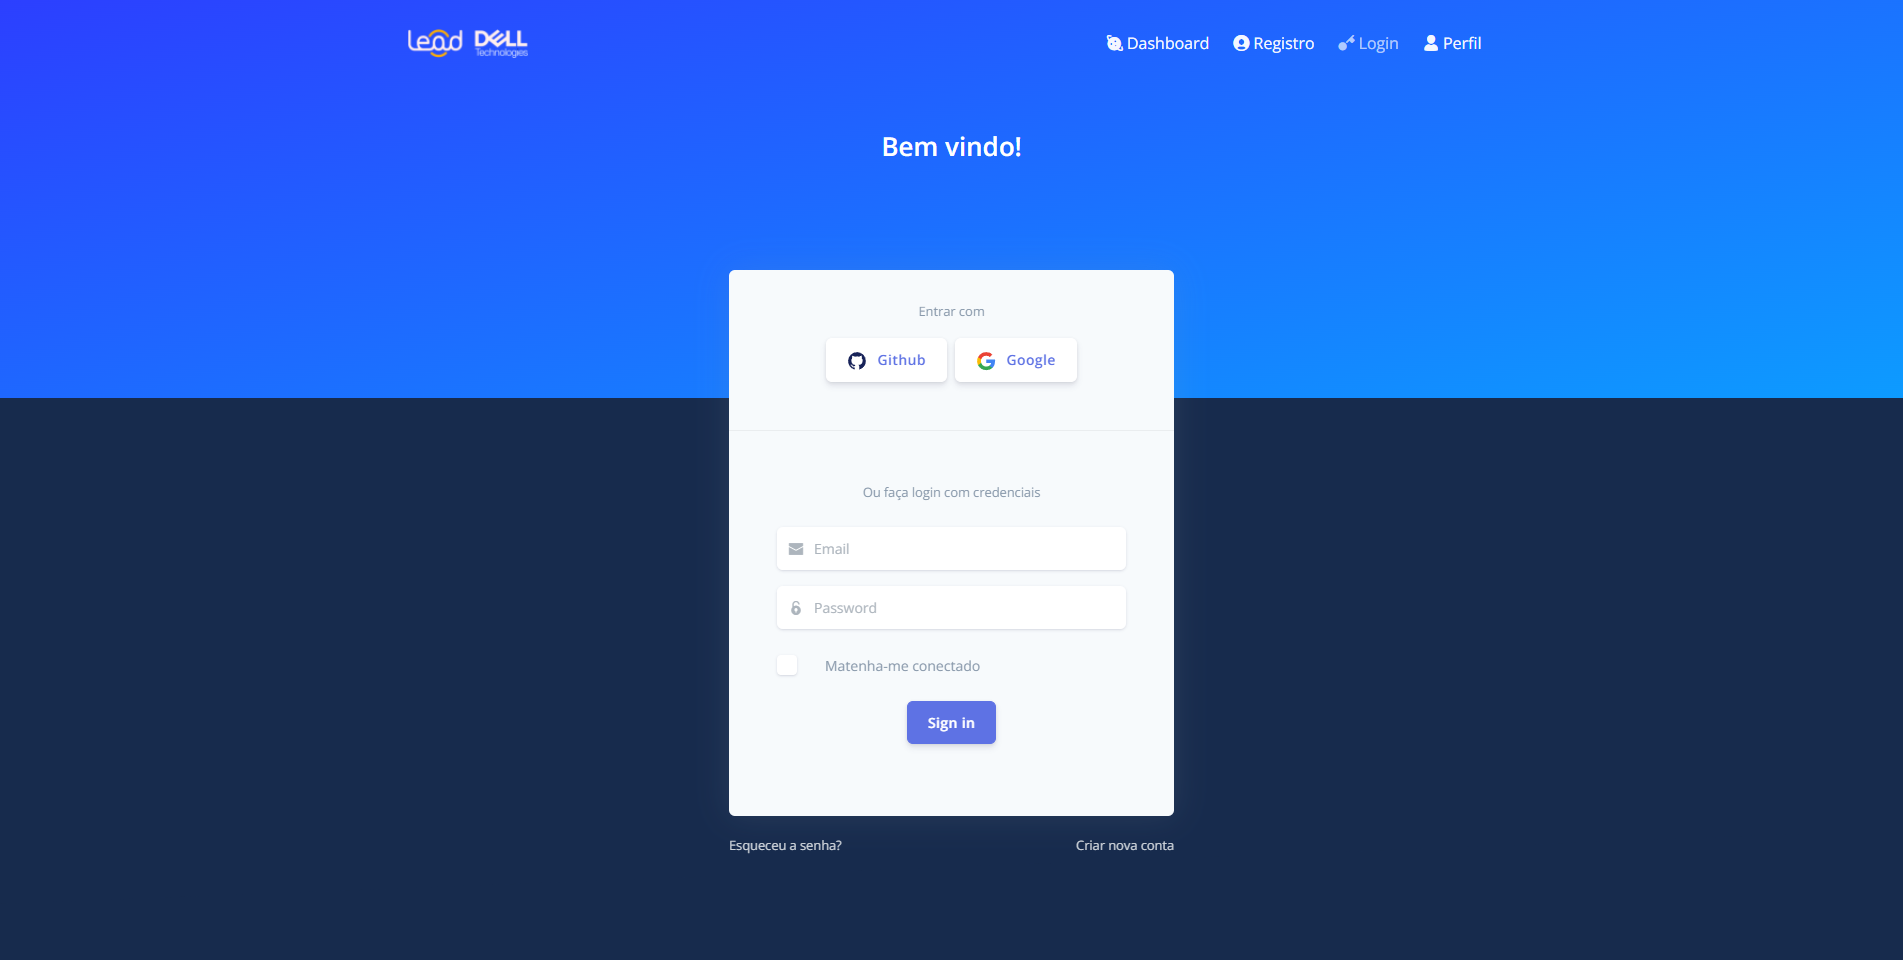 Lead DELL Technologies
Dashboard Registro Login Perfil
Bem vindo!
Entrar com
Github Google
Ou faça login com credenciais
Email
Password
Matenha-me conectado
Sign in
Esqueceu a senha? Criar nova conta